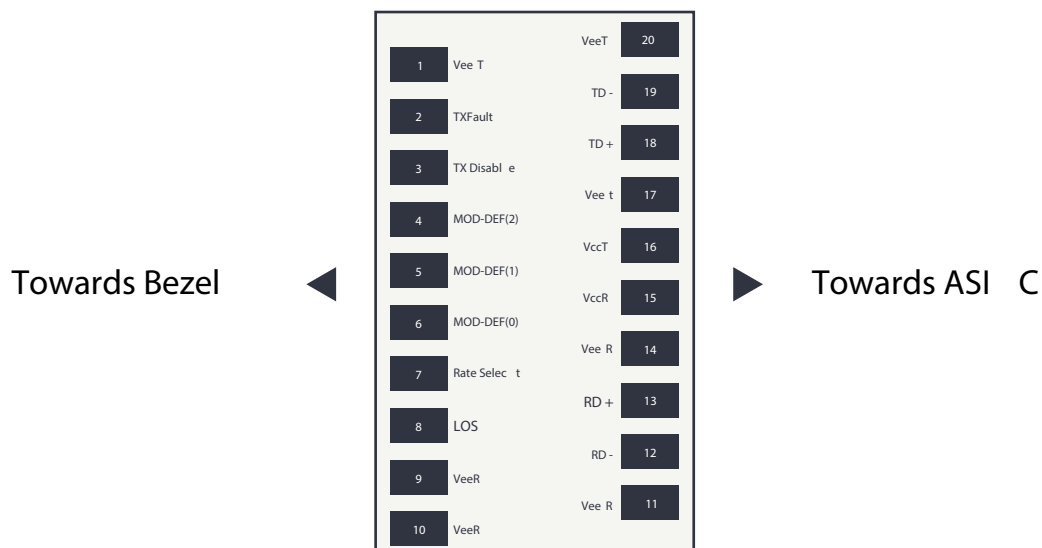 VeeT 20
1 Vee T
TD - 19
2 TXFault
TD + 18
3 TX Disabl e
Vee t 17
4 MOD-DEF(2)
VccT 16
Towards Bezel
5 MOD-DEF(1)
Towards ASI C
VccR 15
6 MOD-DEF(0)
Vee R 14
7 Rate Selec t
RD + 13
8 LOS
RD - 12
9 VeeR
Vee R 11
10 VeeR